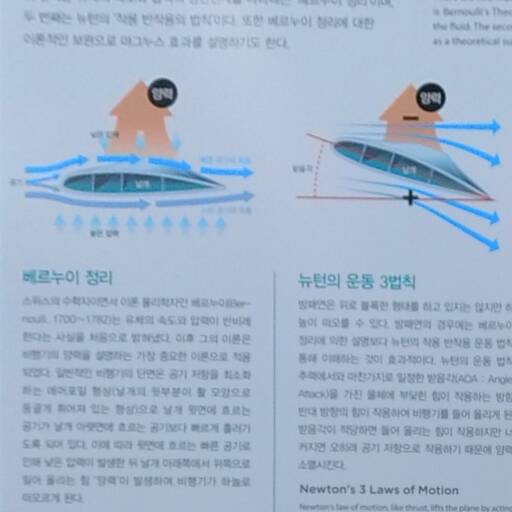 두 번째는 뉴턴의 '작용 반작용의 법칙'이다. 또한 베르누이 정리에 대한
이론적인 보완으로 마그누스 효과를 설명하기도 한다.
is Bernoulli's Theo
the fluid. The secon
as a theoretical su
양력
낮은 압력
공기
날개
높은 압력
양력
받음각
날개
베르누이 정리
스위스의 수학자이면서 이론 물리학자인 베르누이(Ber-
noulli, 1700~1782)는 유체의 속도와 압력이 반비례
한다는 사실을 처음으로 밝혀냈다. 이후 그의 이론은
비행기의 양력을 설명하는 가장 중요한 이론으로 적용
되었다. 일반적인 비행기의 단면은 공기 저항을 최소화
하는 에어포일 형상(날개의 윗부분이 활 모양으로
둥글게 휘어져 있는 형상)으로 날개 윗면에 흐르는
공기가 날개 아랫면에 흐르는 공기보다 빠르게 흘러가
도록 되어 있다. 이에 따라 윗면에 흐르는 빠른 공기로
인해 낮은 압력이 발생한 뒤 날개 아래쪽에서 위쪽으로
밀어 올리는 힘 '양력'이 발생하여 비행기가 하늘로
떠오르게 된다.
뉴턴의 운동 3법칙
방패연은 위로 볼록한 형태를 하고 있지는 않지만 하
늘이 떠오를 수 있다. 방패연의 경우에는 베르누이
정리에 의한 설명보다 뉴턴의 작용 반작용 운동 법칙
통해 이해하는 것이 효과적이다. 뉴턴의 운동 법칙
추력에서와 마찬가지로 일정한 받음각(AOA : Angle
Attack)을 가진 물체에 부딪힌 힘이 작용하는 방향
반대 방향의 힘이 작용하여 비행기를 들어 올리게 된
받음각이 적당하면 들어 올리는 힘이 작용하지만 너
커지면 오히려 공기 저항으로 작용하기 때문에 양력
소멸시킨다.
Newton's 3 Laws of Motion
Newton's law of motion, like thrust, lifts the plane by acting